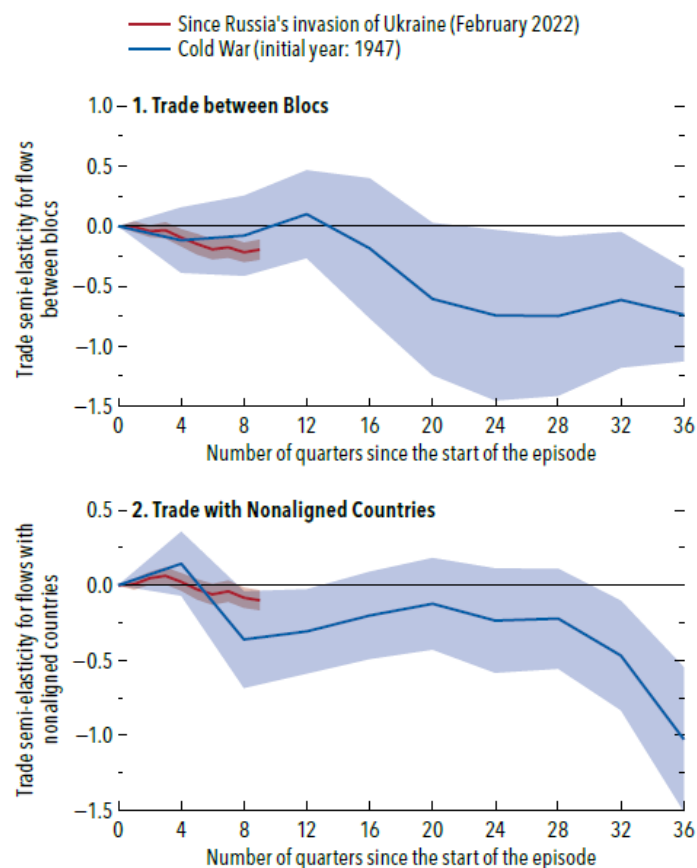 Since Russia's invasion of Ukraine (February 2022)
Cold War (initial year: 1947)
1. Trade between Blocs
Trade semi-elasticity for flows
between blocs
1.0
0.5
0.0
−0.5
−1.0
−1.5
0 4 8 12 16 20 24 28 32 36
Number of quarters since the start of the episode
2. Trade with Nonaligned Countries
Trade semi-elasticity for flows with
nonaligned countries
0.5
0.0
−0.5
−1.0
−1.5
0 4 8 12 16 20 24 28 32 36
Number of quarters since the start of the episode